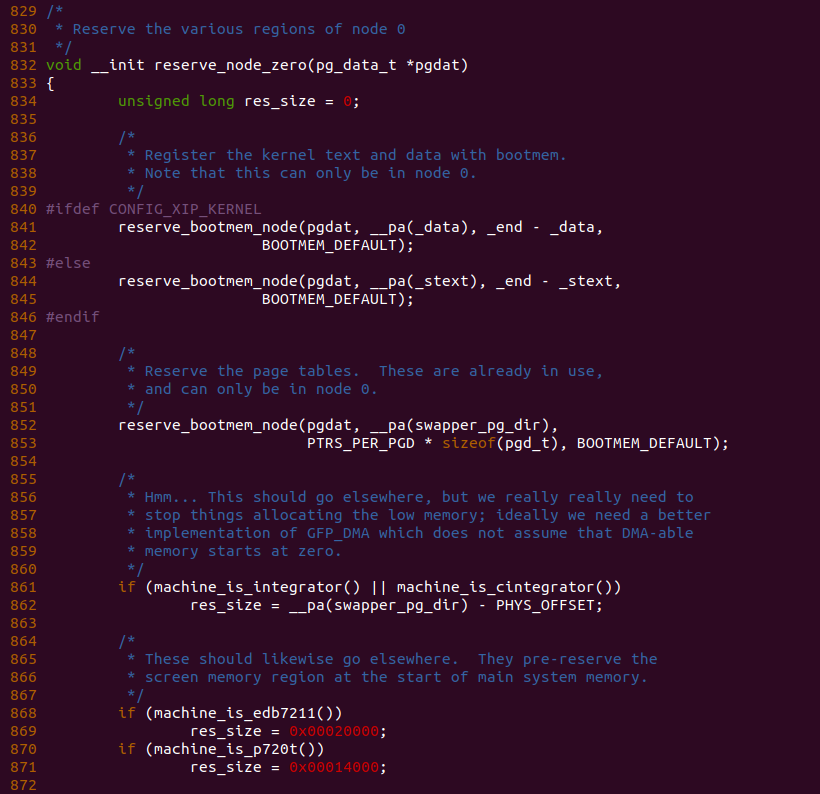 829 /*
830  * Reserve the various regions of node 0
831  */
832 void __init reserve_node_zero(pg_data_t *pgdat)
833 {
834         unsigned long res_size = 0;
835
836         /*
837          * Register the kernel text and data with bootmem.
838          * Note that this can only be in node 0.
839          */
840 #ifdef CONFIG_XIP_KERNEL
841         reserve_bootmem_node(pgdat, __pa(_data), _end - _data,
842                         BOOTMEM_DEFAULT);
843 #else
844         reserve_bootmem_node(pgdat, __pa(_stext), _end - _stext,
845                         BOOTMEM_DEFAULT);
846 #endif
847
848         /*
849          * Reserve the page tables.  These are already in use,
850          * and can only be in node 0.
851          */
852         reserve_bootmem_node(pgdat, __pa(swapper_pg_dir),
853                              PTRS_PER_PGD * sizeof(pgd_t), BOOTMEM_DEFAULT);
854
855         /*
856          * Hmm... This should go elsewhere, but we really really need to
857          * stop things allocating the low memory; ideally we need a better
858          * implementation of GFP_DMA which does not assume that DMA-able
859          * memory starts at zero.
860          */
861         if (machine_is_integrator() || machine_is_cintegrator())
862                 res_size = __pa(swapper_pg_dir) - PHYS_OFFSET;
863
864         /*
865          * These should likewise go elsewhere.  They pre-reserve the
866          * screen memory region at the start of main system memory.
867          */
868         if (machine_is_edb7211())
869                 res_size = 0x00020000;
870         if (machine_is_p720t())
871                 res_size = 0x00014000;
872